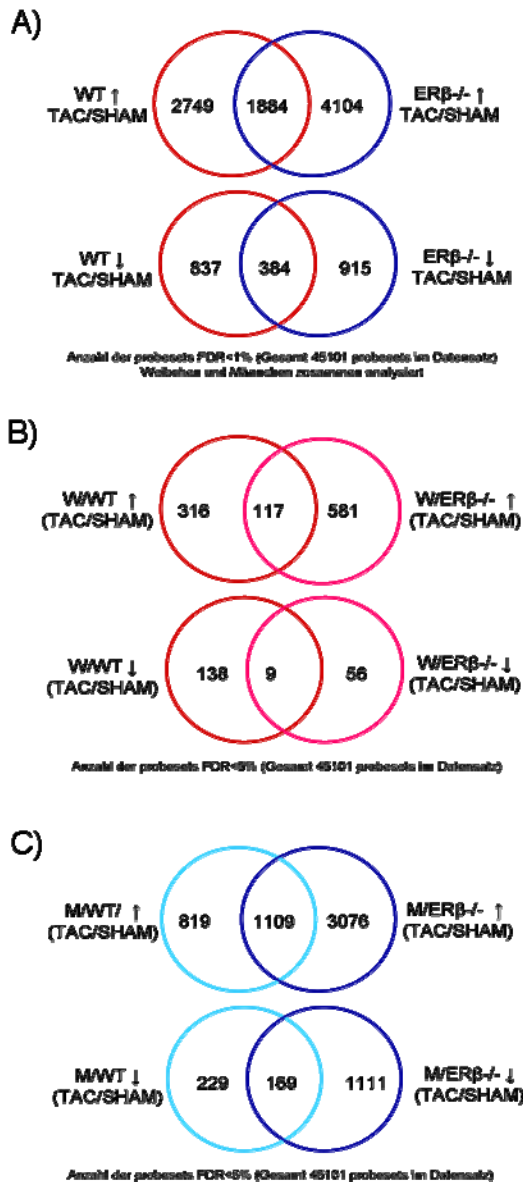 A)
WT ↑
TAC/SHAM
2749 1884 4104
ERβ-/- ↑
TAC/SHAM
WT ↓
TAC/SHAM
837 384 915
ERβ-/- ↓
TAC/SHAM
Anzahl der probesets FDR<1% (Gesamt 45101 probesets im Datensatz)
Weibchen und Männchen zusammen analysiert
B)
W/WT ↑
(TAC/SHAM)
316 117 581
W/ERβ-/- ↑
(TAC/SHAM)
W/WT ↓
(TAC/SHAM)
138 9 56
W/ERβ-/- ↓
(TAC/SHAM)
Anzahl der probesets FDR<5% (Gesamt 45101 probesets im Datensatz)
C)
M/WT/ ↑
(TAC/SHAM)
819 1109 3076
M/ERβ-/- ↑
(TAC/SHAM)
M/WT ↓
(TAC/SHAM)
229 169 1111
M/ERβ-/- ↓
(TAC/SHAM)
Anzahl der probesets FDR<5% (Gesamt 45101 probesets im Datensatz)